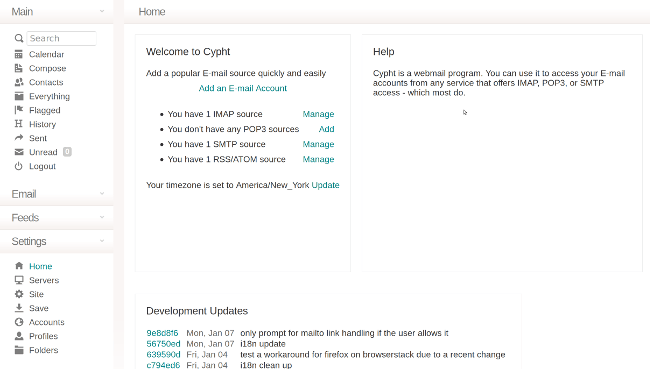 Main
Search
Calendar
Compose
Contacts
Everything
Flagged
History
Sent
Unread 0
Logout
Email
Feeds
Settings
Home
Servers
Site
Save
Accounts
Profiles
Folders
Home
Welcome to Cypht
Add a popular E-mail source quickly and easily
Add an E-mail Account
• You have 1 IMAP source Manage
• You don't have any POP3 sources Add
• You have 1 SMTP source Manage
• You have 1 RSS/ATOM source Manage
Your timezone is set to America/New_York Update
Help
Cypht is a webmail program. You can use it to access your E-mail
accounts from any service that offers IMAP, POP3, or SMTP
access - which most do.
Development Updates
9e8d8f6 Mon, Jan 07 only prompt for mailto link handling if the user allows it
56750ed Mon, Jan 07 i18n update
639590d Fri, Jan 04 test a workaround for firefox on browserstack due to a recent change
c794ed6 Fri, Jan 04 i18n clean up